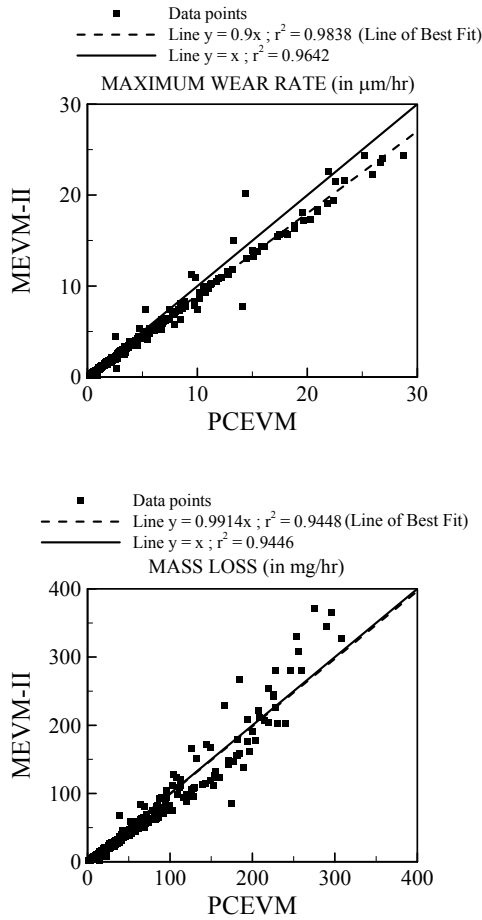 Data points
Line y = 0.9x ; r² = 0.9838 (Line of Best Fit)
Line y = x ; r² = 0.9642
MAXIMUM WEAR RATE (in μm/hr)
30
20
10
0
MEVM-II
0 10 20 30
PCEVM
Data points
Line y = 0.9914x ; r² = 0.9448 (Line of Best Fit)
Line y = x ; r² = 0.9446
MASS LOSS (in mg/hr)
400
300
200
100
0
MEVM-II
0 100 200 300 400
PCEVM